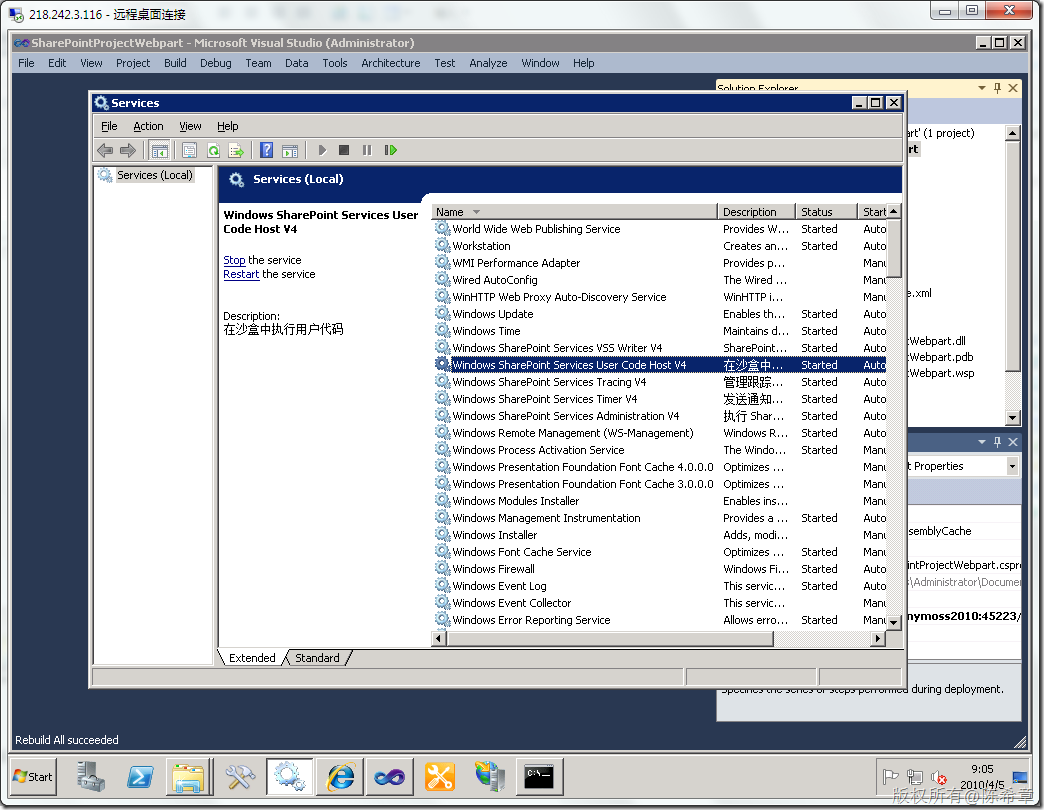 218.242.3.116 - 远程桌面连接
SharePointProjectWebpart - Microsoft Visual Studio (Administrator)
File Edit View Project Build Debug Team Data Tools Architecture Test Analyze Window Help
Solution Explorer
Services
File Action View Help
art' (1 project)
rt
Services (Local)
Services (Local)
Windows SharePoint Services User Code Host V4
Stop the service
Restart the service
Description:
在沙盒中执行用户代码
Name Description Status Start
World Wide Web Publishing Service Provides W... Started Auto
Workstation Creates an... Started Auto
WMI Performance Adapter Provides p... Manu
Wired AutoConfig The Wired ... Manu
WinHTTP Web Proxy Auto-Discovery Service WinHTTP i... Manu
Windows Update Enables th... Started Auto
Windows Time Maintains d... Started Auto
Windows SharePoint Services VSS Writer V4 SharePoint... Started Auto
Windows SharePoint Services User Code Host V4 在沙盒中... Started Auto
Windows SharePoint Services Tracing V4 管理跟踪... Started Auto
Windows SharePoint Services Timer V4 发送通知... Started Auto
Windows SharePoint Services Administration V4 执行 Shar... Started Auto
Windows Remote Management (WS-Management) Windows R... Started Auto
Windows Process Activation Service The Windo... Started Manu
Windows Presentation Foundation Font Cache 4.0.0.0 Optimizes ... Manu
Windows Presentation Foundation Font Cache 3.0.0.0 Optimizes ... Manu
Windows Modules Installer Enables ins... Manu
Windows Management Instrumentation Provides a ... Started Auto
Windows Installer Adds, modi... Manu
Windows Font Cache Service Optimizes ... Started Auto
Windows Firewall Windows Fi... Started Auto
Windows Event Log This servic... Started Auto
Windows Event Collector This servic... Manu
Windows Error Reporting Service Allows erro... Started Auto
Extended Standard
e.xml
tWebpart.dll
tWebpart.pdb
tWebpart.wsp
t Properties
semblyCache
intProjectWebpart.cspro
s\Administrator\Documen
nymoss2010:45223/
Specifies the series of steps performed during deployment.
Rebuild All succeeded
Start
C:\
9:05
2010/4/5
版权所有@陈希章